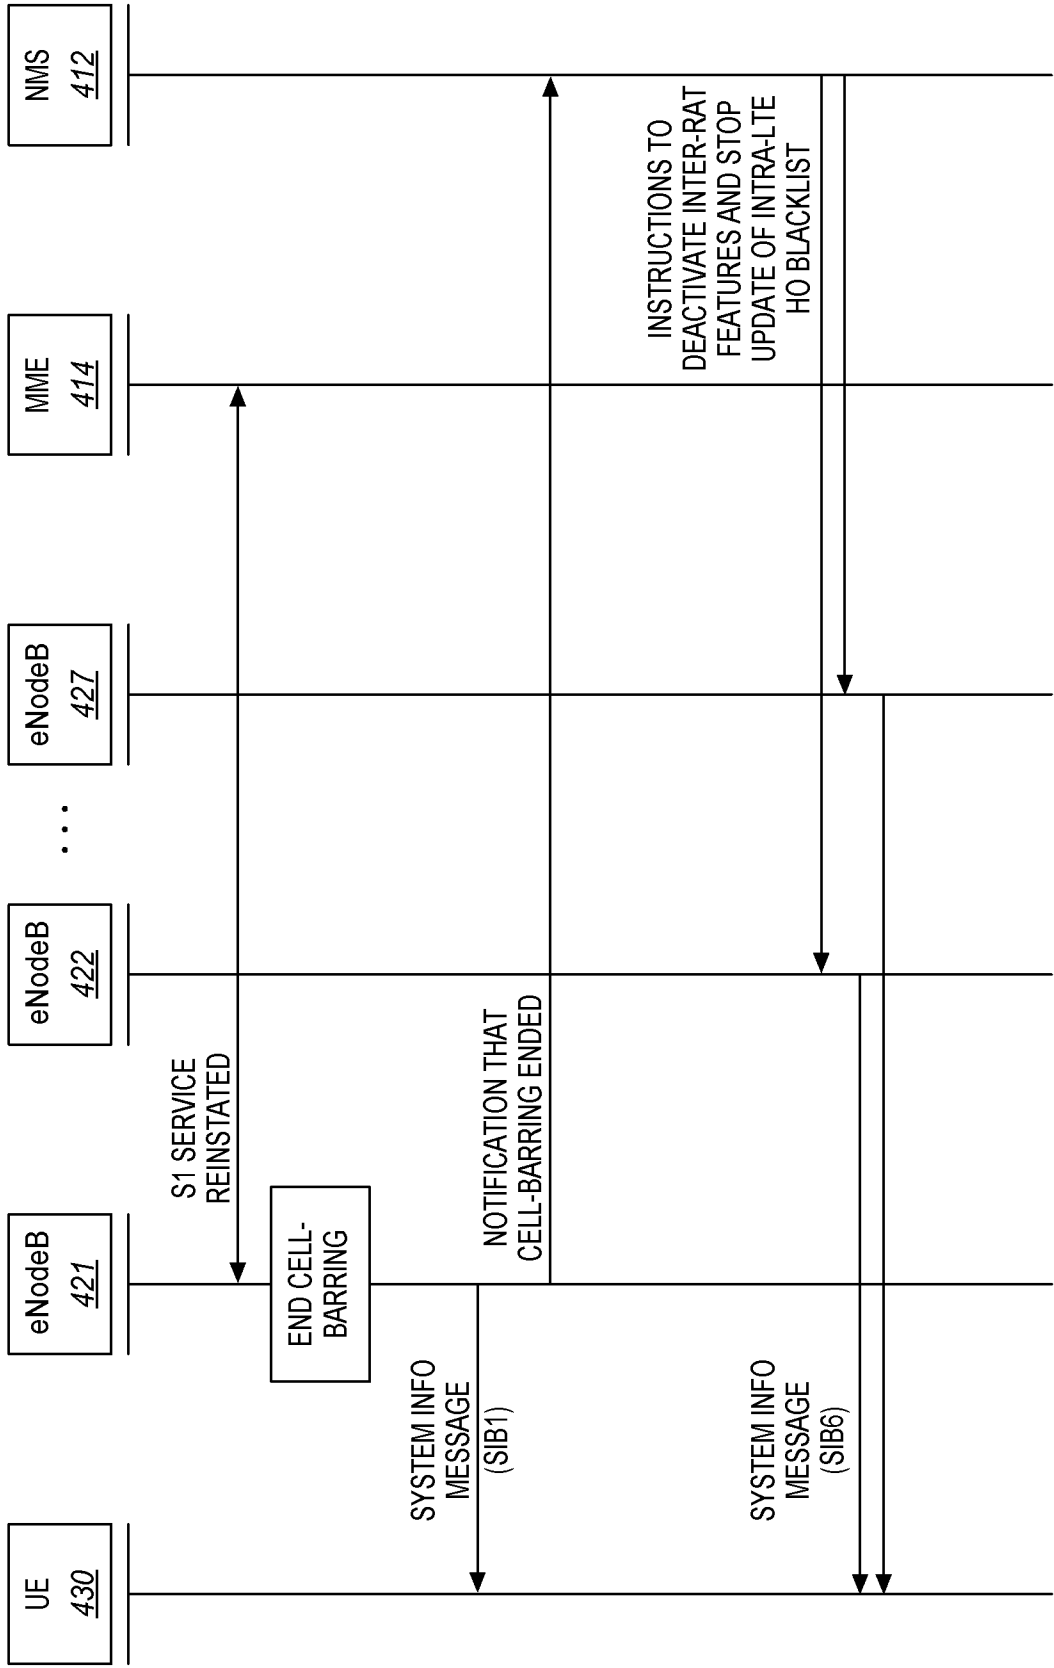 UE
430
eNodeB
421
eNodeB
422
. . .
eNodeB
427
MME
414
NMS
412
S1 SERVICE
REINSTATED
END CELL-
BARRING
SYSTEM INFO
MESSAGE
(SIB1)
NOTIFICATION THAT
CELL-BARRING ENDED
INSTRUCTIONS TO
DEACTIVATE INTER-RAT
FEATURES AND STOP
UPDATE OF INTRA-LTE
HO BLACKLIST
SYSTEM INFO
MESSAGE
(SIB6)